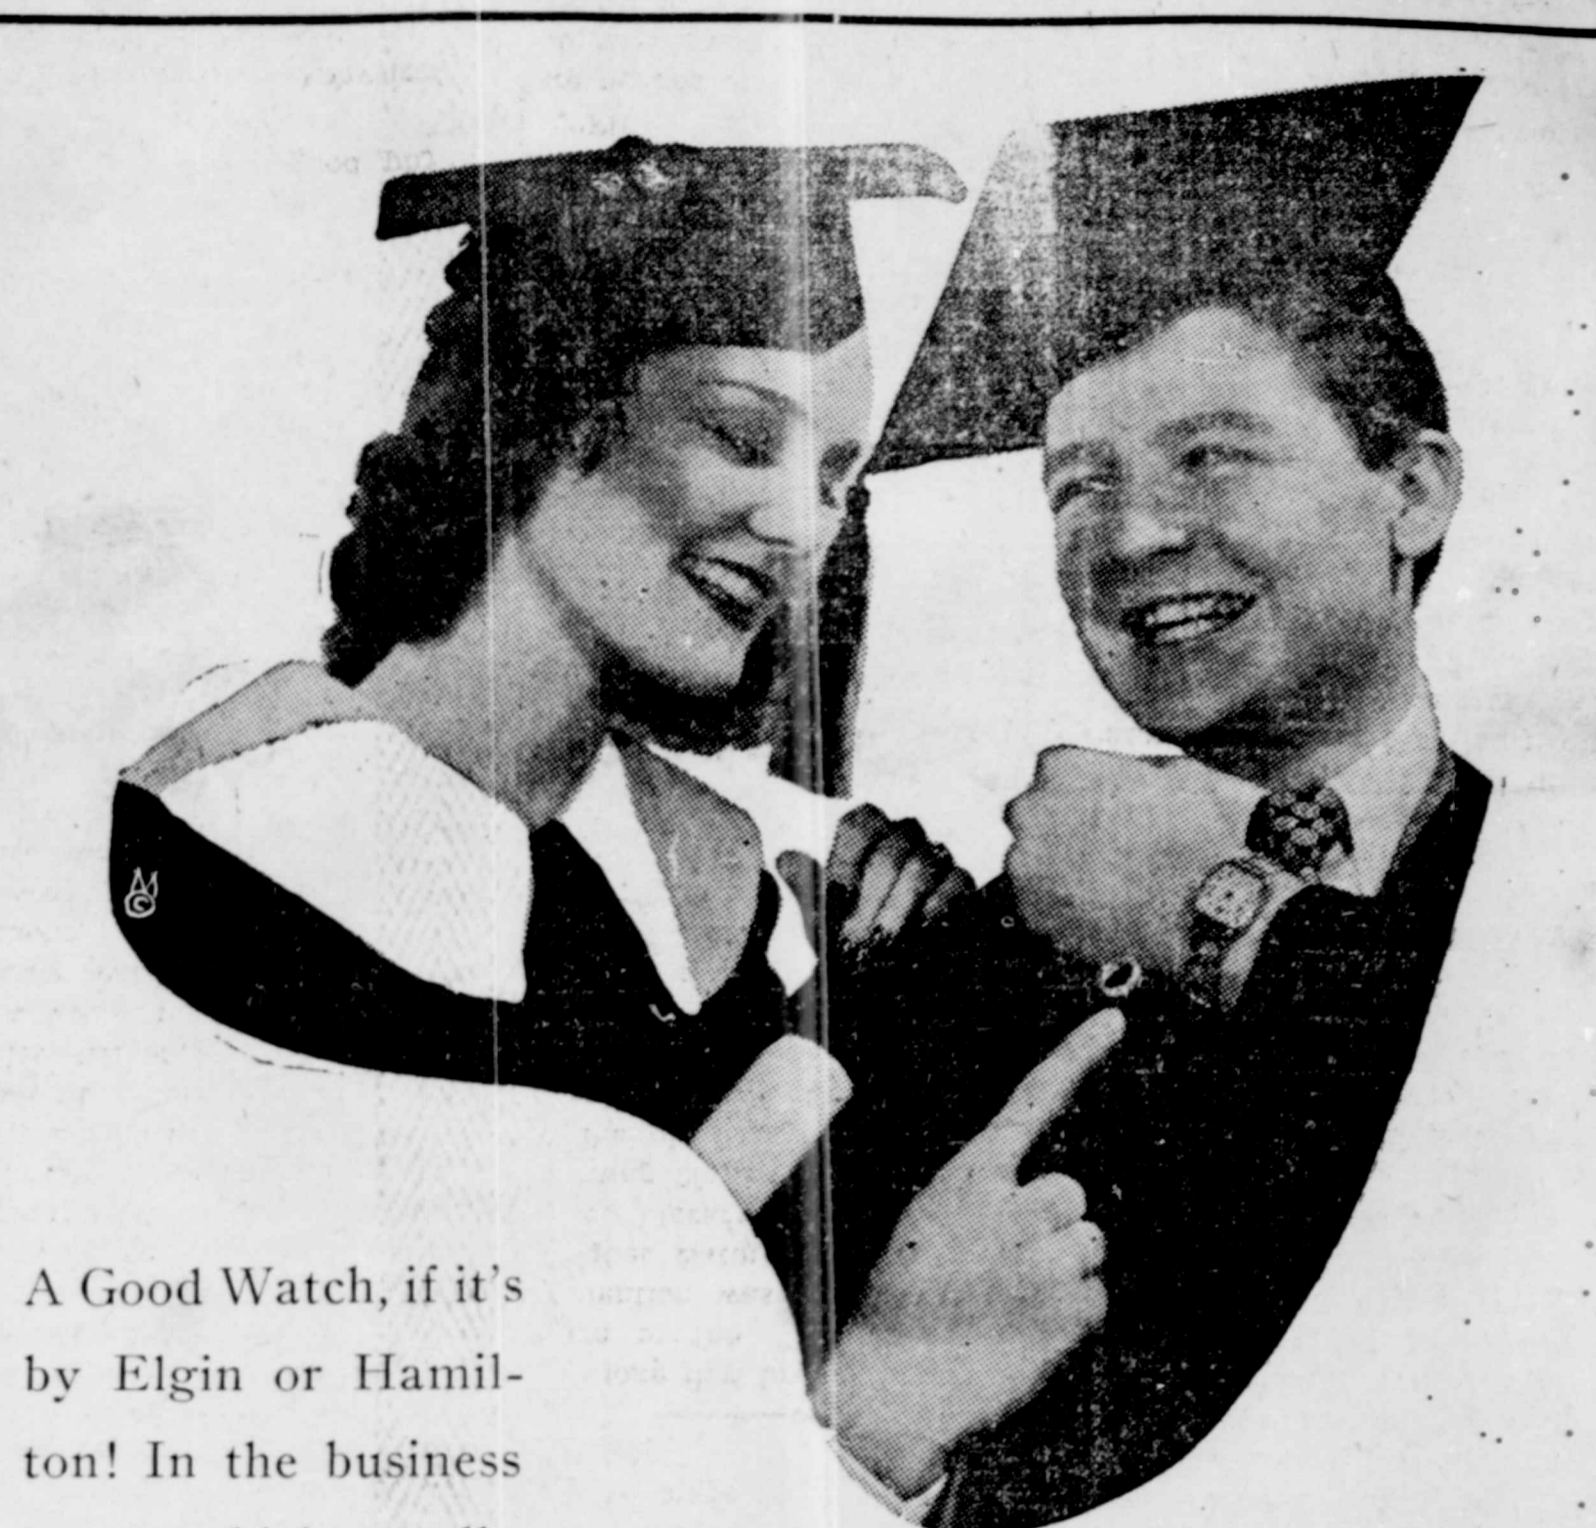 A Good Watch, if it's
by Elgin or Hamil-
ton! In the business